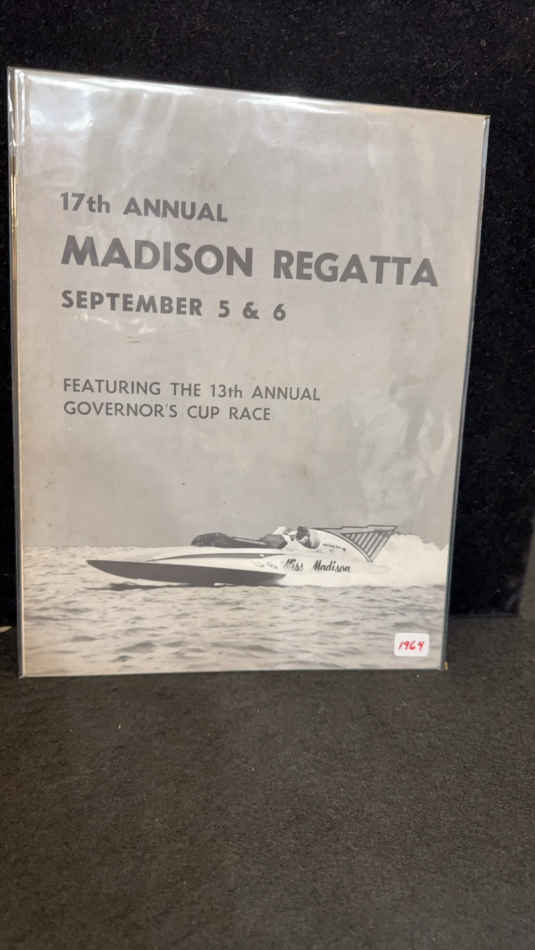 17th ANNUAL
MADISON REGATTA
SEPTEMBER 5 & 6
FEATURING THE 13th ANNUAL
GOVERNOR'S CUP RACE
Miss Madison
1964